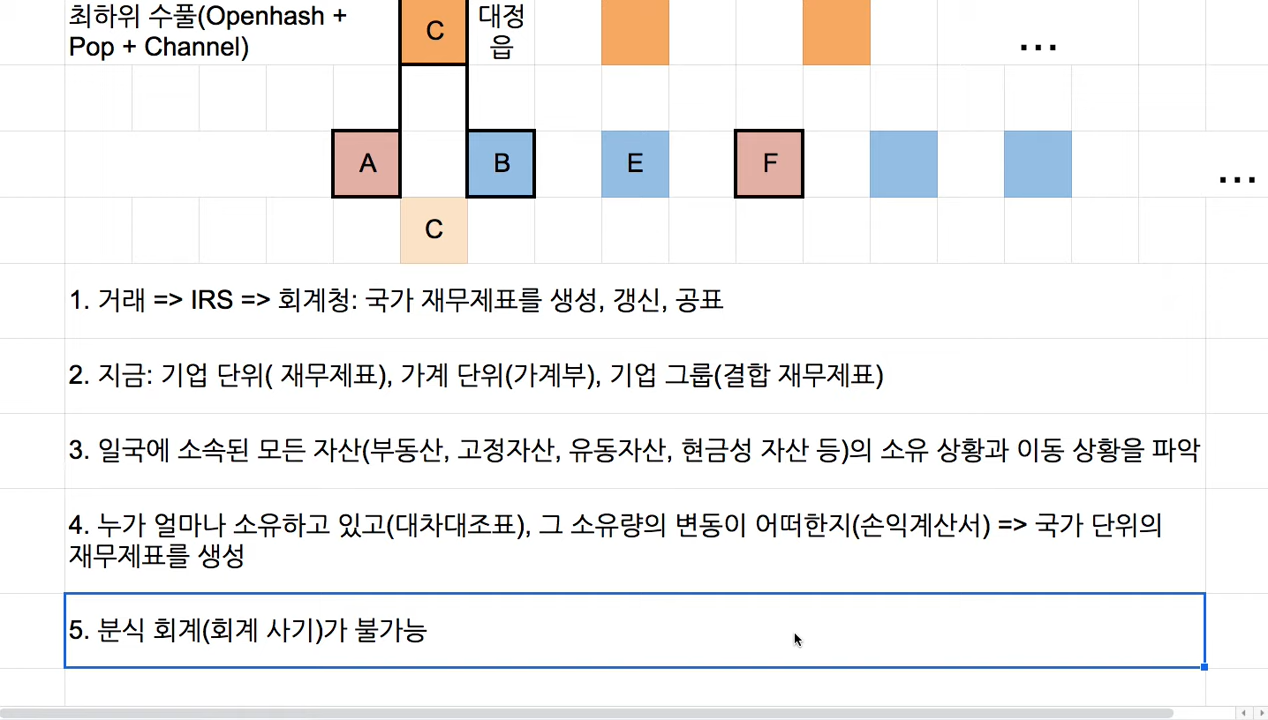 최하위 수풀(Openhash +
Pop + Channel)
C
대정
읍
...
A
B
E
F
...
C
1. 거래 => IRS => 회계청: 국가 재무제표를 생성, 갱신, 공표
2. 지금: 기업 단위( 재무제표), 가계 단위(가계부), 기업 그룹(결합 재무제표)
3. 일국에 소속된 모든 자산(부동산, 고정자산, 유동자산, 현금성 자산 등)의 소유 상황과 이동 상황을 파악
4. 누가 얼마나 소유하고 있고(대차대조표), 그 소유량의 변동이 어떠한지(손익계산서) => 국가 단위의
재무제표를 생성
5. 분식 회계(회계 사기)가 불가능